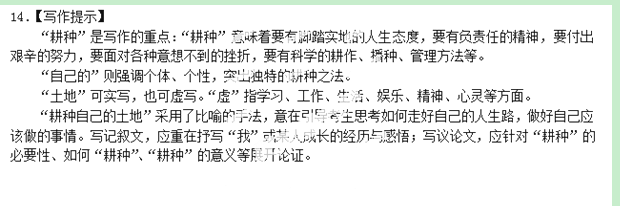 14.【写作提示】
“耕种”是写作的重点：“耕种”意味着要有脚踏实地的人生态度，要有负责任的精神，要付出
艰辛的努力，要面对各种意想不到的挫折，要有科学的耕作、播种、管理方法等。
“自己的”则强调个体、个性，突出独特的耕种之法。
“土地”可实写，也可虚写。“虚”指学习、工作、生活、娱乐、精神、心灵等方面。
“耕种自己的土地”采用了比喻的手法，意在引导考生思考如何走好自己的人生路，做好自己应
该做的事情。写记叙文，应重在抒写“我”或某人成长的经历与感悟；写议论文，应针对“耕种”的
必要性、如何“耕种”、“耕种”的意义等展开论证。